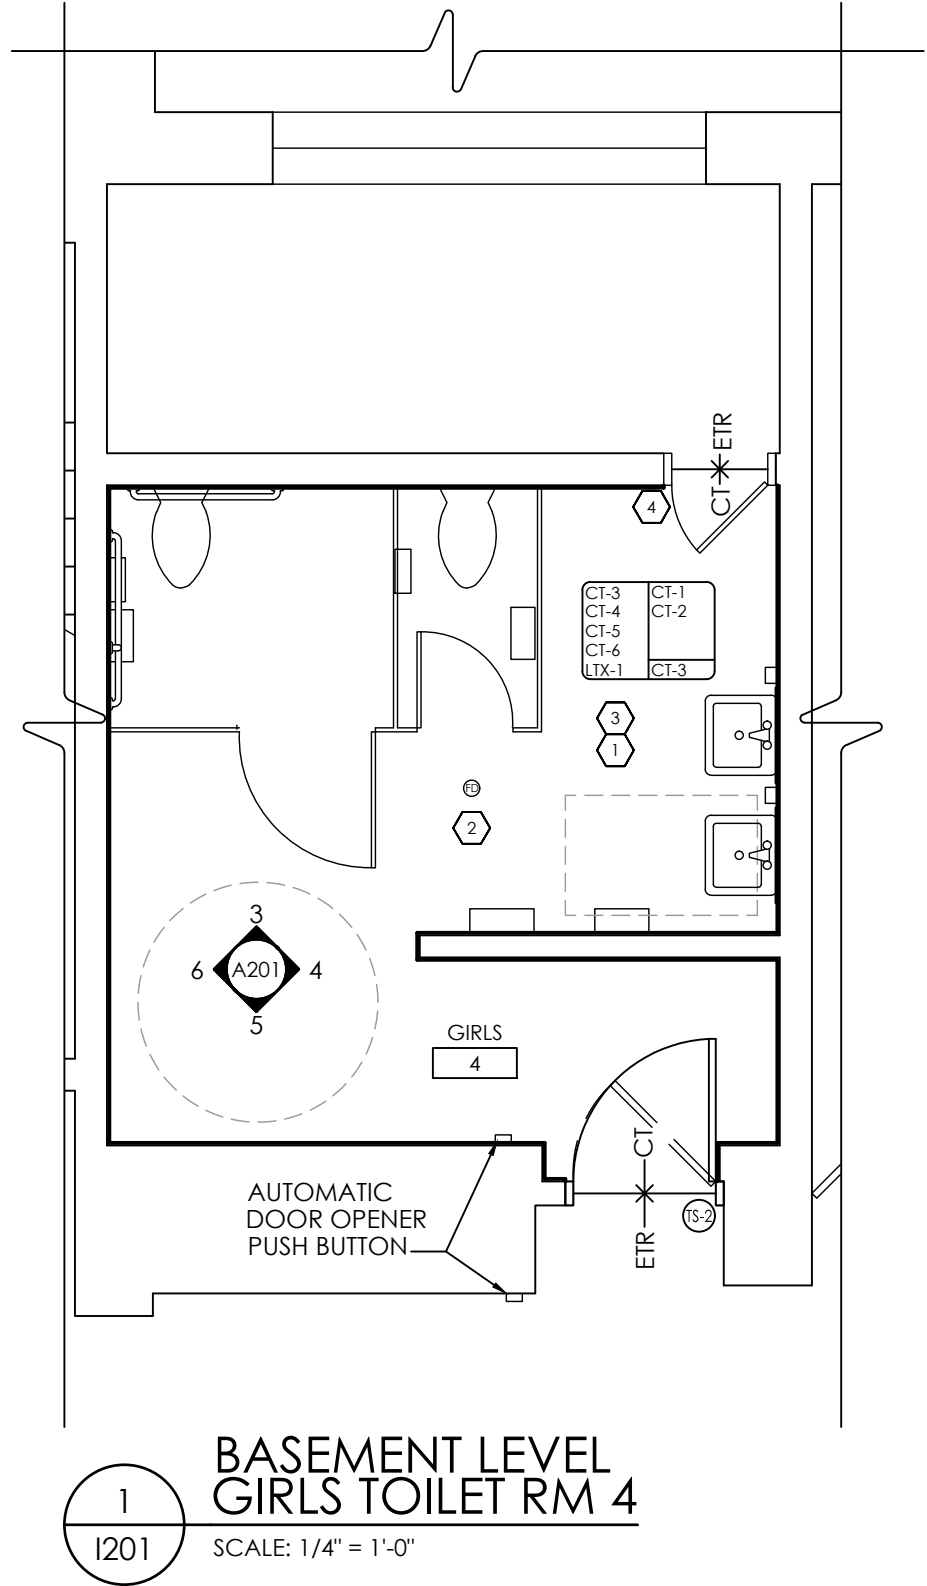 CT ETR
4
CT-3 CT-1
CT-4 CT-2
CT-5
CT-6
LTX-1 CT-3
3
1
FD
2
3
6 A201 4
5
GIRLS
4
CT
ETR
TS-2
AUTOMATIC
DOOR OPENER
PUSH BUTTON
BASEMENT LEVEL
GIRLS TOILET RM 4
1
I201
SCALE: 1/4" = 1'-0"